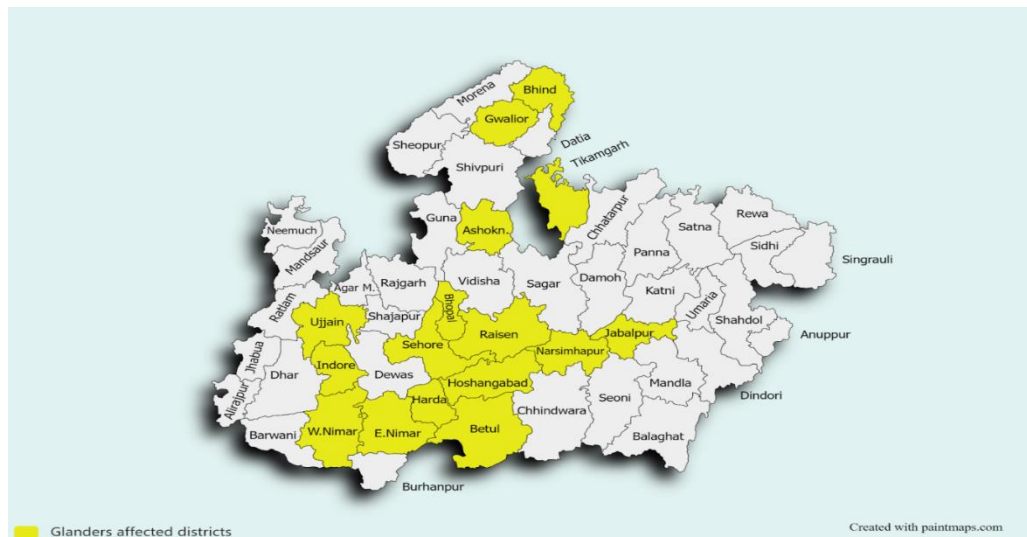 Morena
Bhind
Gwalior
Sheopur
Datia
Tikamgarh
Shivpuri
Guna
Ashokn.
Chhatarpur
Rewa
Satna
Panna
Sidhi
Singrauli
Neemuch
Mandsaur
Agar M.
Rajgarh
Vidisha
Sagar
Damoh
Katni
Umaria
Shahdol
Anuppur
Ratlam
Ujjain
Shajapur
Bhopal
Raisen
Jabalpur
Sehore
Narsimhapur
Jhabua
Indore
Dewas
Hoshangabad
Mandla
Dindori
Alirajpur
Dhar
Harda
Chhindwara
Seoni
Barwani
W.Nimar
E.Nimar
Betul
Balaghat
Burhanpur
Glanders affected districts
Created with paintmaps.com